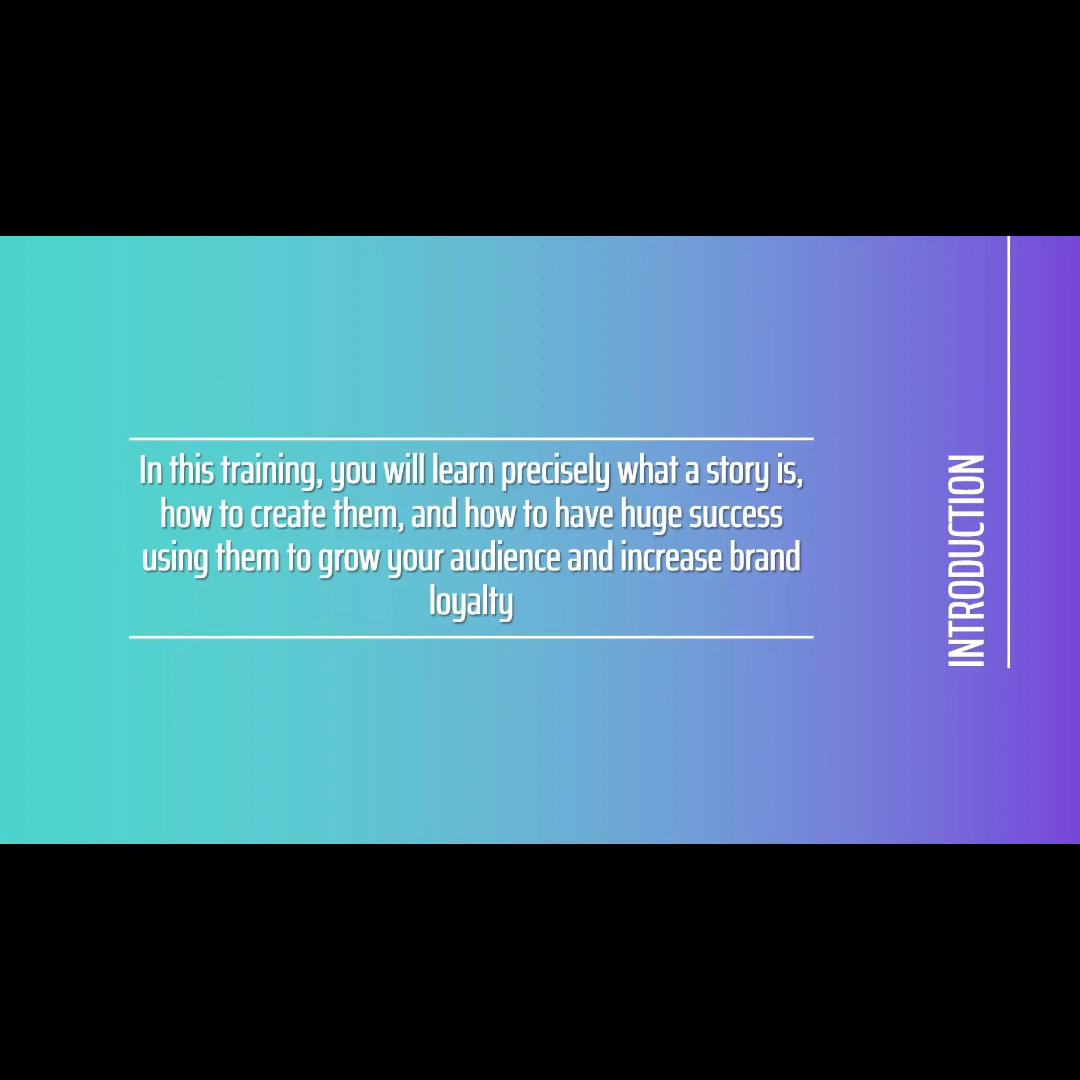 In this training, you will learn precisely what a story is,
how to create them, and how to have huge success
using them to grow your audience and increase brand
loyalty
INTRODUCTION